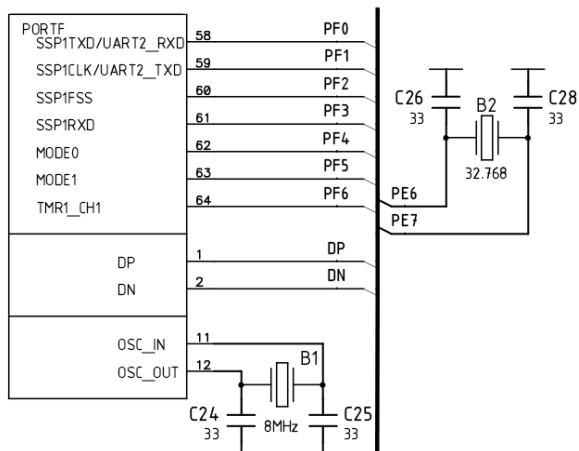 PORTF
SSP1TXD/UART2_RXD 58 PF0
SSP1CLK/UART2_TXD 59 PF1
SSP1FSS 60 PF2
SSP1RXD 61 PF3
MODE0 62 PF4
MODE1 63 PF5
TMR1_CH1 64 PF6
C26
33
B2
32.768
C28
33
PE6
PE7
DP 1 DP
DN 2 DN
OSC_IN 11
OSC_OUT 12
B1
8MHz
C24
33
C25
33